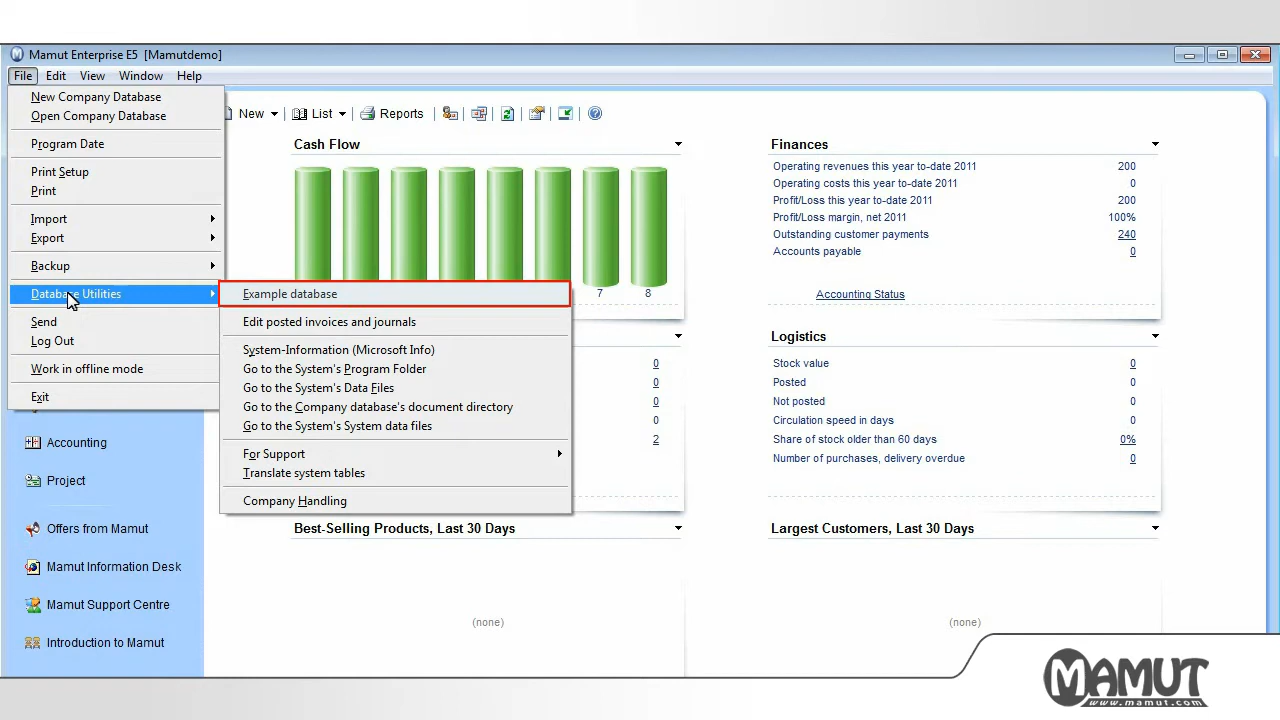 Mamut Enterprise E5 [Mamutdemo]
File Edit View Window Help
New Company Database
Open Company Database
Program Date
Print Setup
Print
Import
Export
Backup
Database Utilities
Send
Log Out
Work in offline mode
Exit
Example database
Edit posted invoices and journals
System-Information (Microsoft Info)
Go to the System's Program Folder
Go to the System's Data Files
Go to the Company database's document directory
Go to the System's System data files
For Support
Translate system tables
Company Handling
New List Reports
Cash Flow
7 8
Finances
Operating revenues this year to-date 2011 200
Operating costs this year to-date 2011 0
Profit/Loss this year to-date 2011 200
Profit/Loss margin, net 2011 100%
Outstanding customer payments 240
Accounts payable 0
Accounting Status
0
0
0
0
2
Logistics
Stock value 0
Posted 0
Not posted 0
Circulation speed in days 0
Share of stock older than 60 days 0%
Number of purchases, delivery overdue 0
Accounting
Project
Offers from Mamut
Mamut Information Desk
Mamut Support Centre
Introduction to Mamut
Best-Selling Products, Last 30 Days
(none)
Largest Customers, Last 30 Days
(none)
MAMUT
www.mamut.com